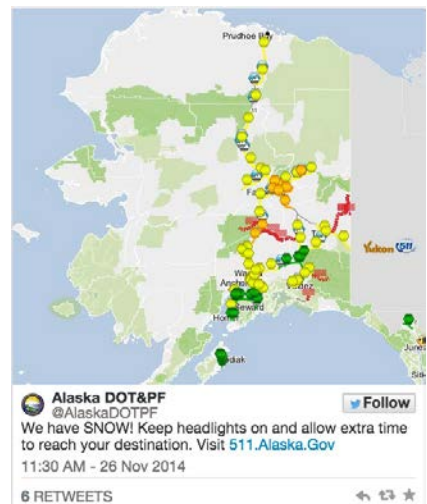 Prudhoe Bay
Yukon 511
Anchor
Valdez
Seward
Homer
Kodiak
Alaska DOT&PF
@AlaskaDOTPF
Follow
We have SNOW! Keep headlights on and allow extra time
to reach your destination. Visit 511.Alaska.Gov
11:30 AM - 26 Nov 2014
6 RETWEETS